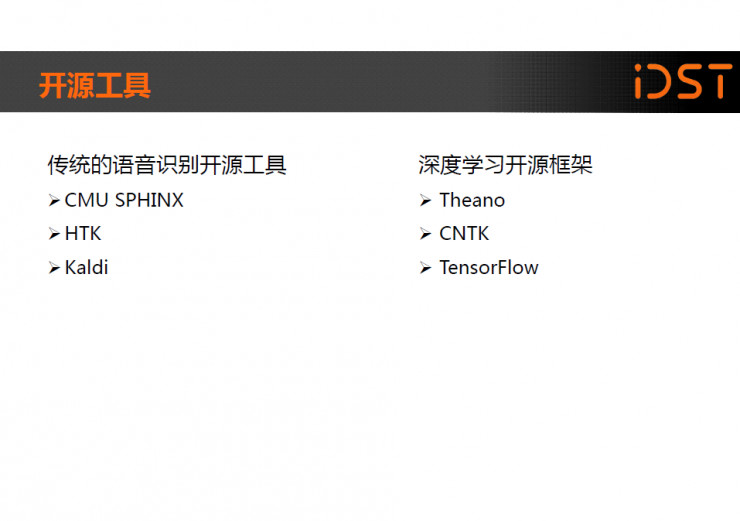 开源工具
iDST
传统的语音识别开源工具
➢CMU SPHINX
➢HTK
➢Kaldi
深度学习开源框架
➢ Theano
➢ CNTK
➢ TensorFlow